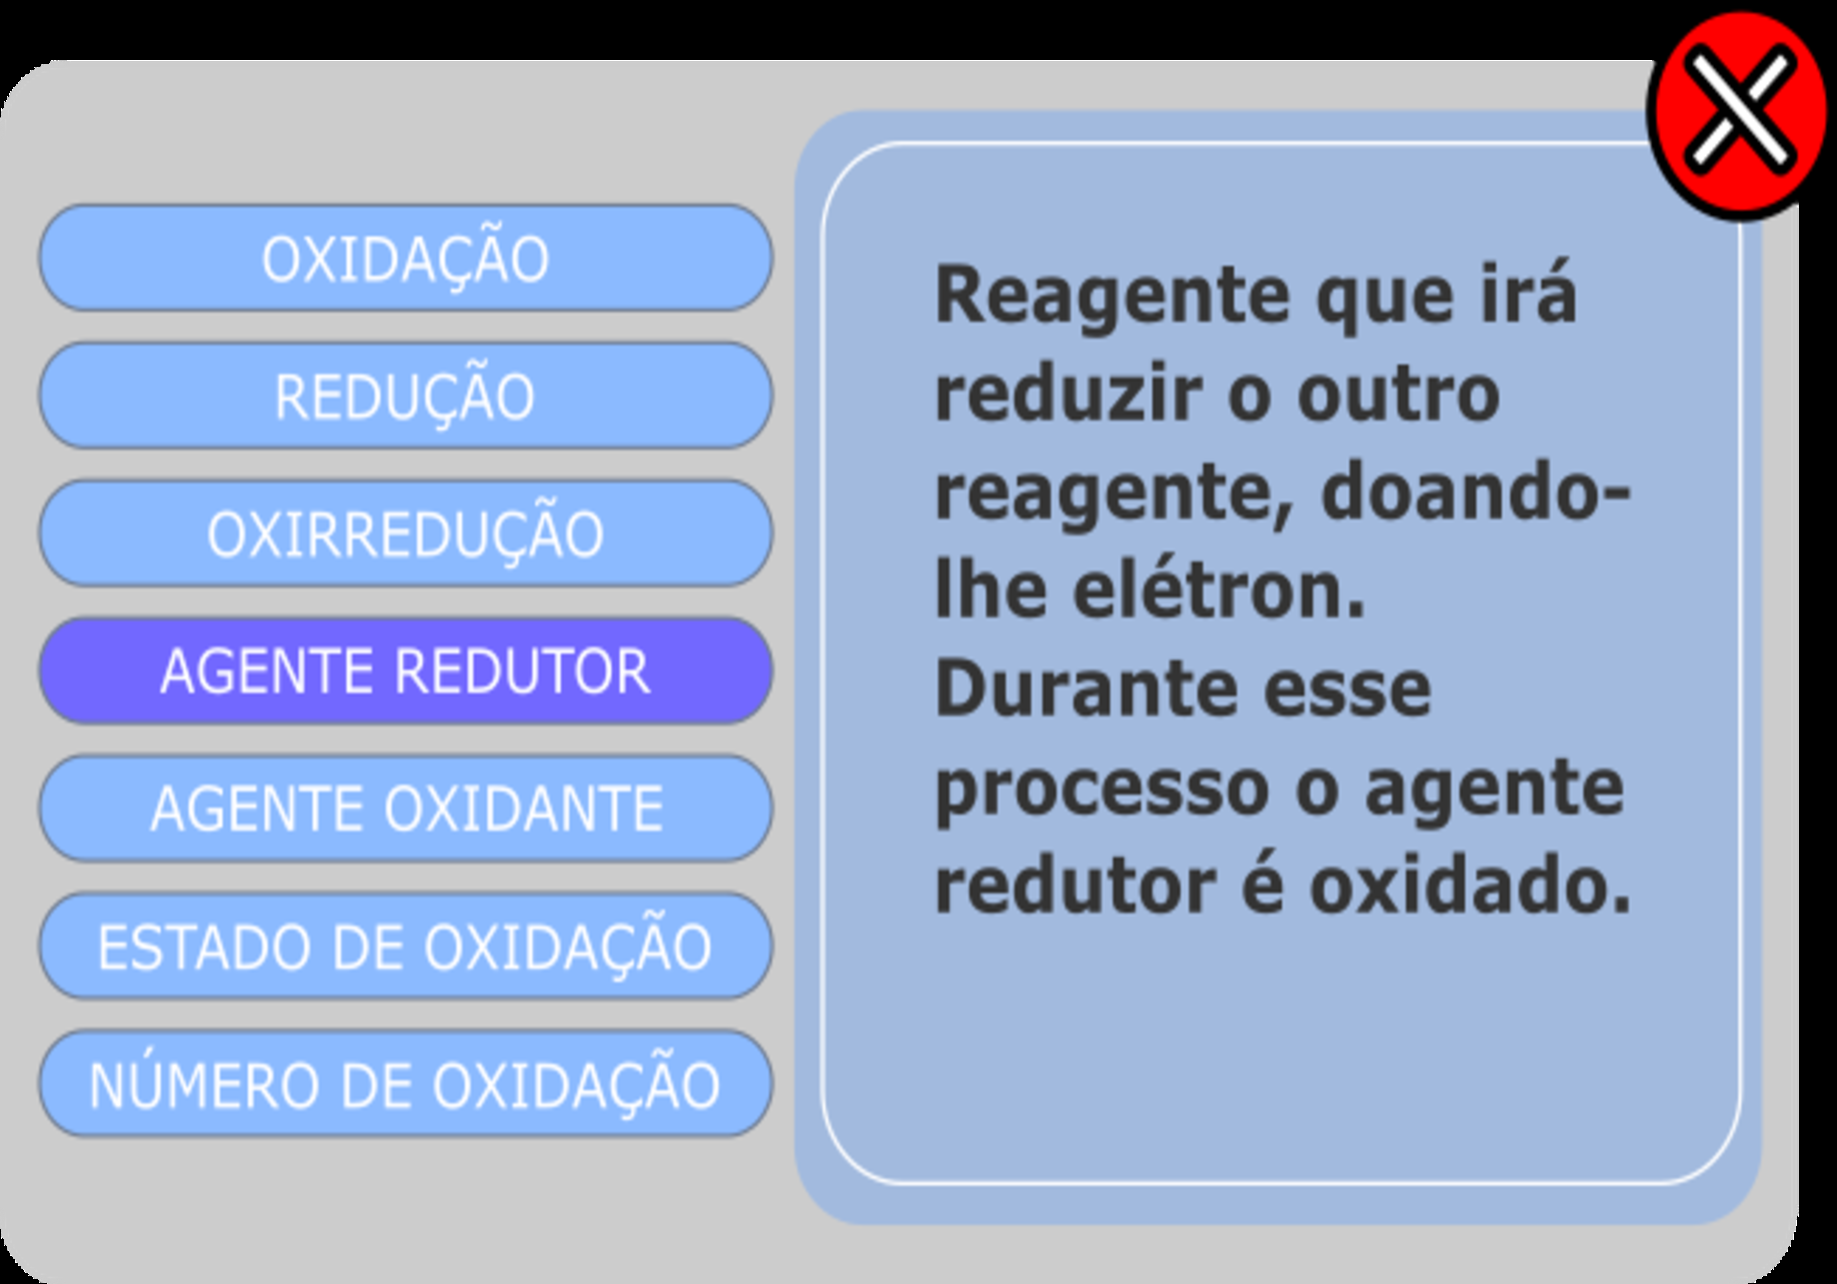 OXIDAÇÃO
REDUÇÃO
OXIRREDUÇÃO
AGENTE REDUTOR
AGENTE OXIDANTE
ESTADO DE OXIDAÇÃO
NÚMERO DE OXIDAÇÃO
Reagente que irá
reduzir o outro
reagente, doando-
lhe elétron.
Durante esse
processo o agente
redutor é oxidado.